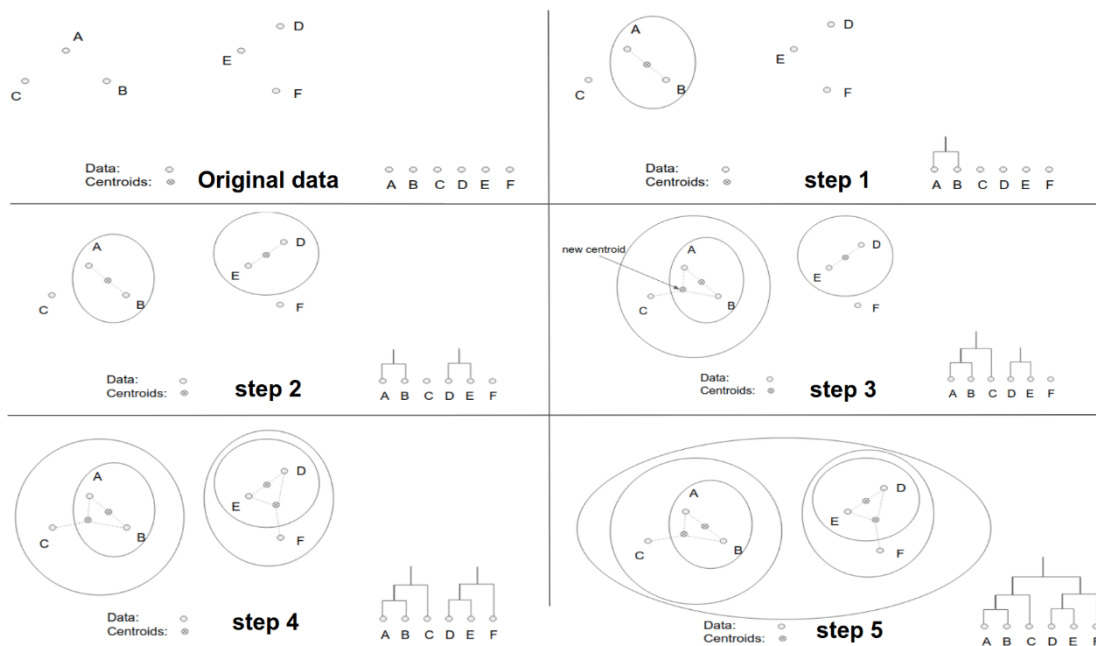 A
D
E
C
B
F
Data:
Centroids:
Original data
A B C D E F
A
D
E
C
B
F
Data:
Centroids:
step 1
A B C D E F
A
D
E
C
B
F
Data:
Centroids:
step 2
A B C D E F
new centroid
A
D
E
C
B
F
Data:
Centroids:
step 3
A B C D E F
A
D
E
C
B
F
Data:
Centroids:
step 4
A B C D E F
A
D
E
C
B
F
Data:
Centroids:
step 5
A B C D E F